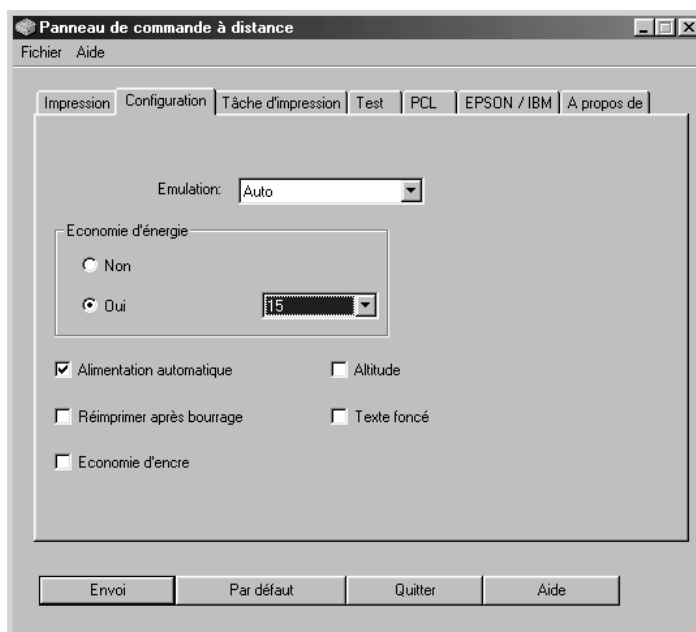 Panneau de commande à distance
Fichier Aide
Impression Configuration Tâche d'impression Test PCL EPSON / IBM A propos de
Emulation: Auto
Economie d'énergie
Non
Oui 15
Alimentation automatique Altitude
Réimprimer après bourrage Texte foncé
Economie d'encre
Envoi Par défaut Quitter Aide